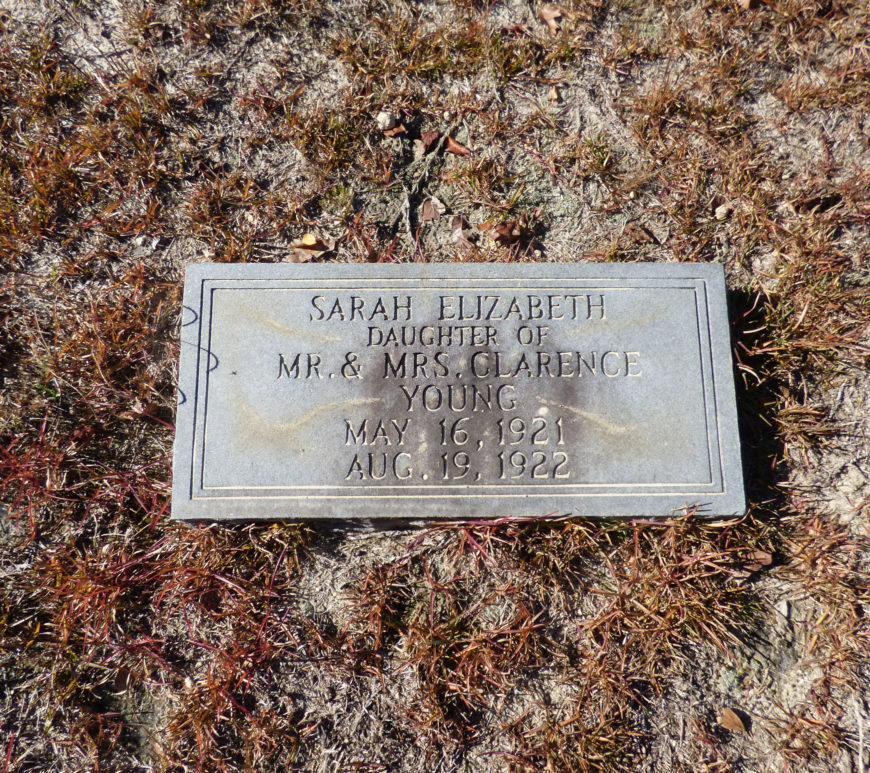 SARAH ELIZABETH
DAUGHTER OF
MR. & MRS. CLARENCE
YOUNG
MAY 16, 1921
AUG. 19, 1922